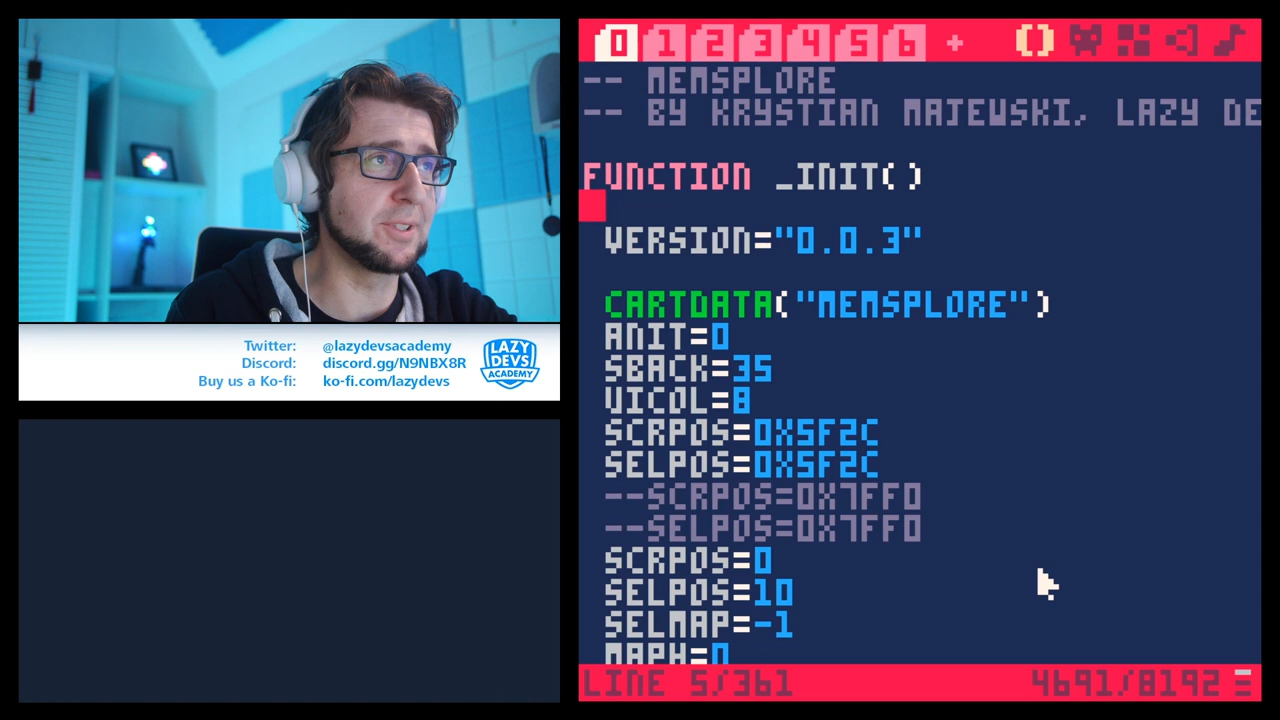 Twitter: @lazydevsacademy
Discord: discord.gg/N9NBX8R
Buy us a Ko-fi: ko-fi.com/lazydevs
LAZY
DEVS
ACADEMY
0 1 2 3 4 5 6 + ()
-- MEMSPLORE
-- BY KRYSTIAN MAJEWSKI, LAZY DE
FUNCTION _INIT()
VERSION="0.0.3"
CARTDATA("MEMSPLORE")
ANIT=0
SBACK=35
UICOL=8
SCRPOS=0X5F2C
SELPOS=0X5F2C
--SCRPOS=0X7FF0
--SELPOS=0X7FF0
SCRPOS=0
SELPOS=10
SELMAP=-1
MAPH=0
LINE 5/361
4691/8192